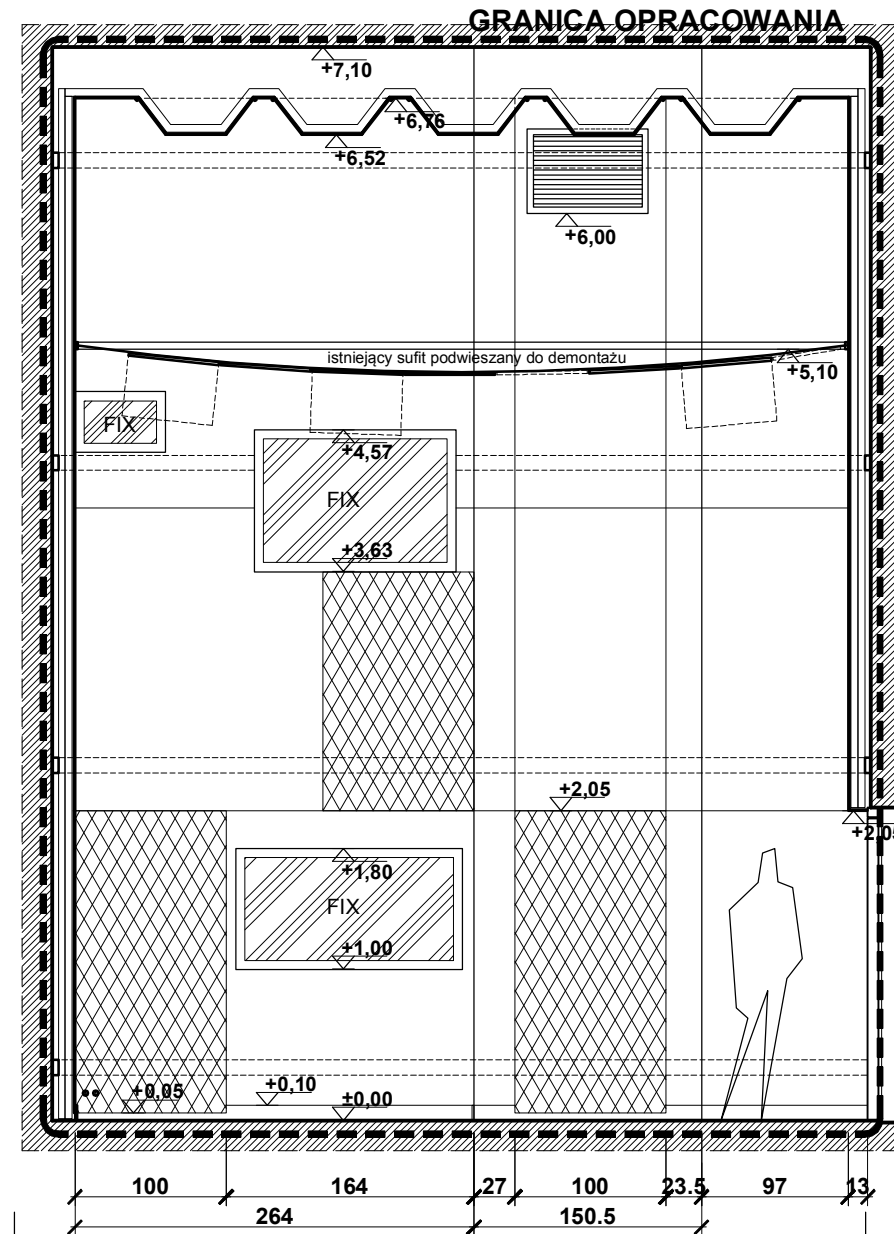 GRANICA OPRACOWANIA
+7,10
+6,76
+6,52
+6,00
istniejący sufit podwieszany do demontażu
+5,10
FIX
+4,57
FIX
+3,63
+2,05
+2,05
+1,80
FIX
+1,00
+0,05
+0,10
±0,00
100 164 27 100 23.5 97 13
264 150.5